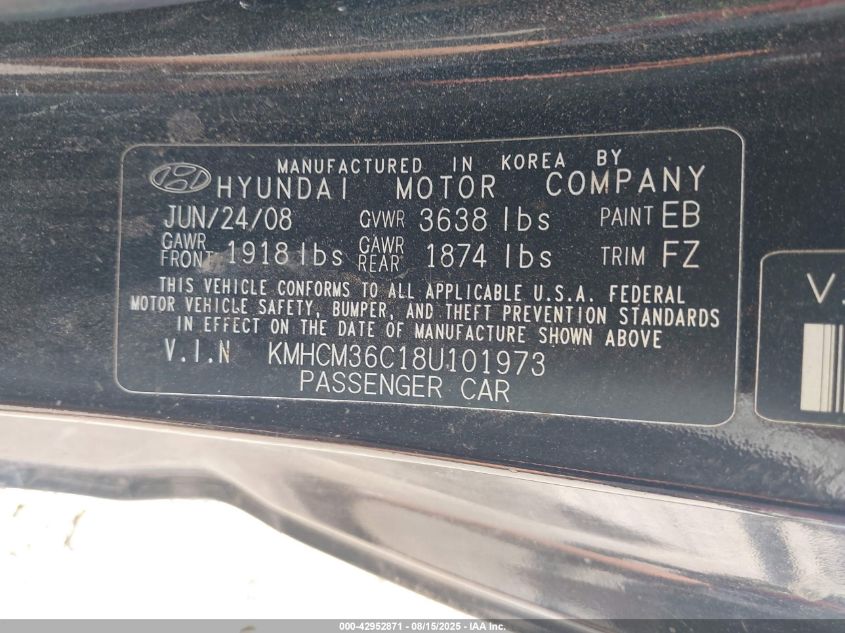 MANUFACTURED IN KOREA BY
HYUNDAI MOTOR COMPANY
JUN/24/08 GVWR 3638 lbs PAINT EB
GAWR FRONT 1918 lbs GAWR REAR 1874 lbs TRIM FZ
THIS VEHICLE CONFORMS TO ALL APPLICABLE U.S.A. FEDERAL
MOTOR VEHICLE SAFETY, BUMPER, AND THEFT PREVENTION STANDARDS
IN EFFECT ON THE DATE OF MANUFACTURE SHOWN ABOVE
V.I.N KMHCM36C18U101973
PASSENGER CAR
V.
000-42952871 - 08/15/2025 - IAA Inc.